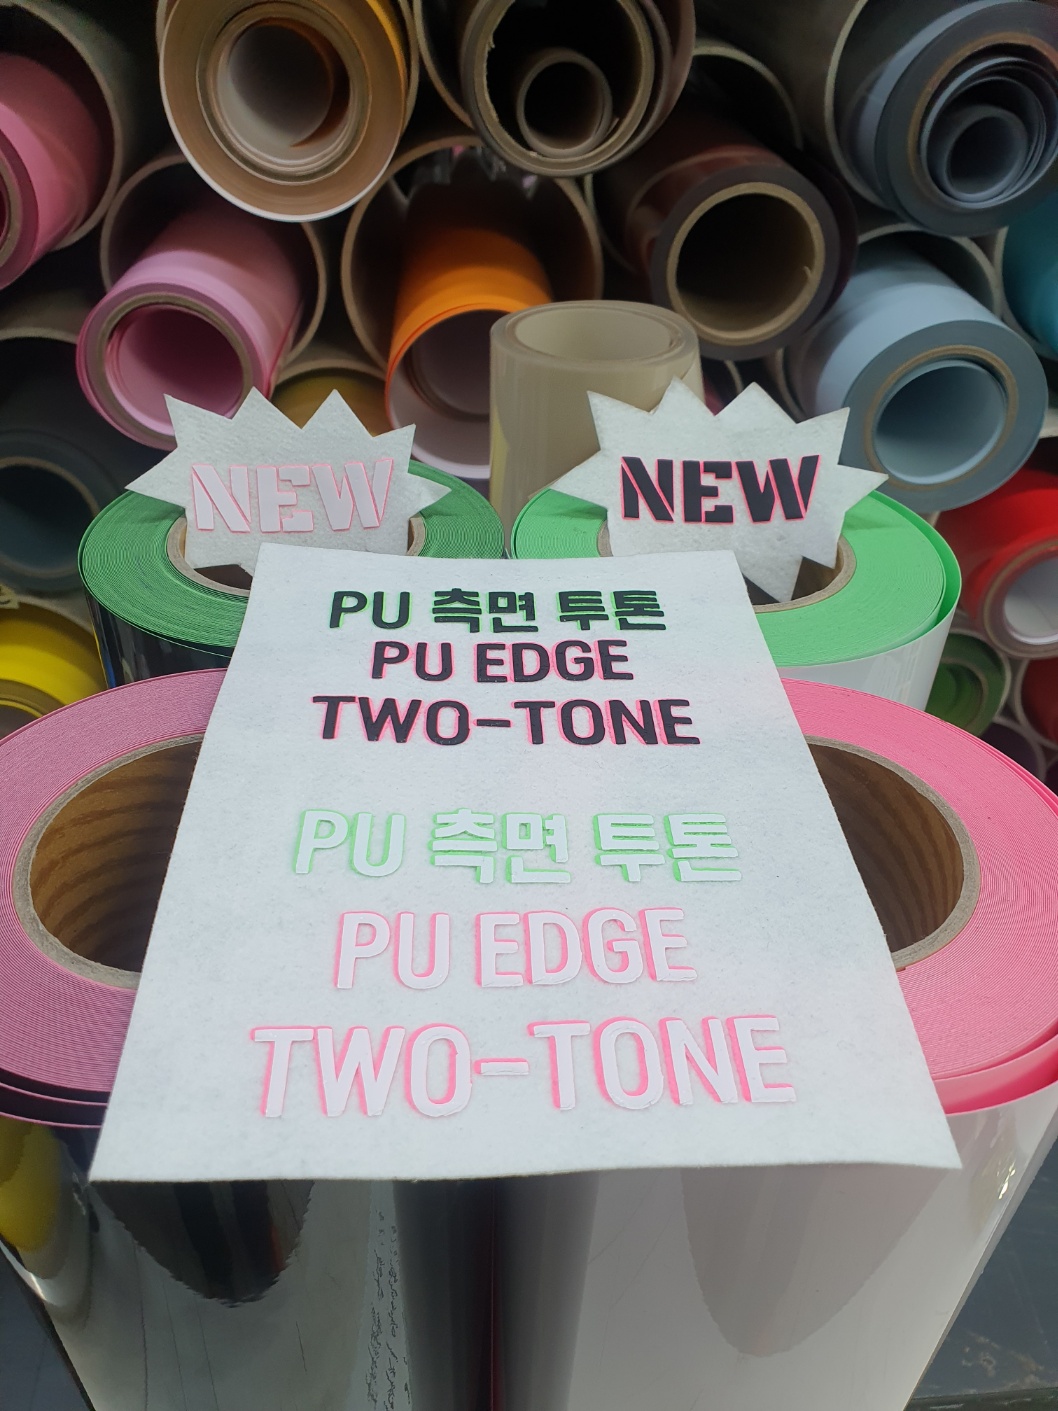 NEW
NEW
PU 측면 투톤
PU EDGE
TWO-TONE
PU 측면 투톤
PU EDGE
TWO-TONE